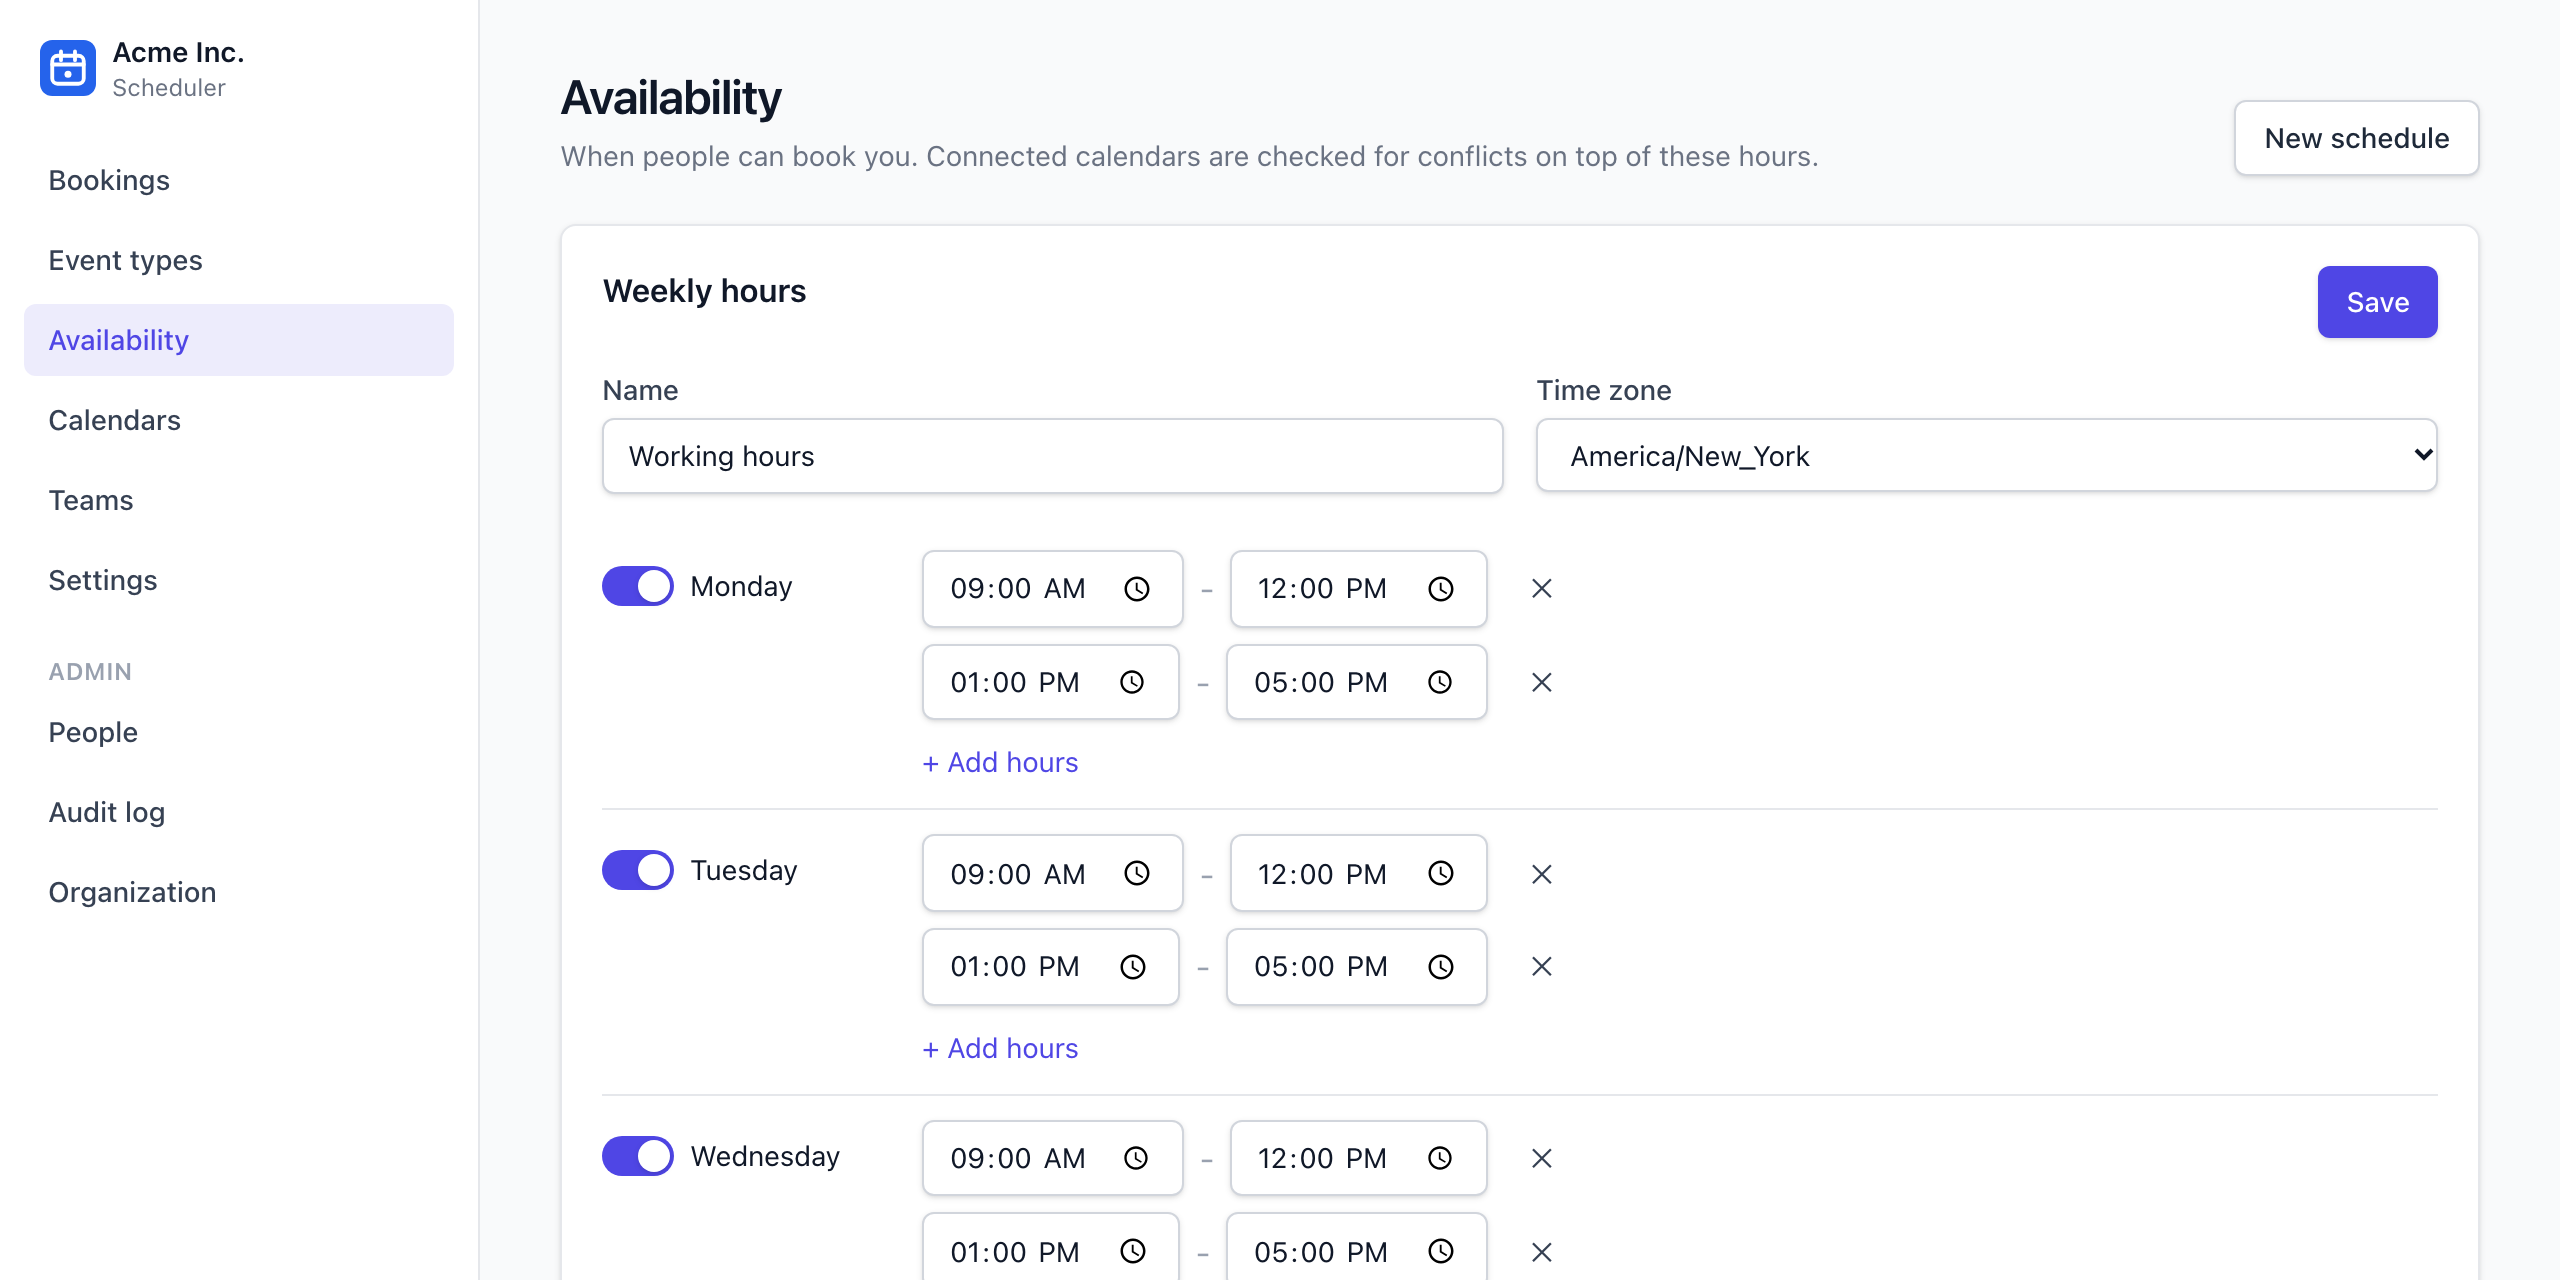 Acme Inc.
Scheduler
Bookings
Event types
Availability
Calendars
Teams
Settings
ADMIN
People
Audit log
Organization
Availability
When people can book you. Connected calendars are checked for conflicts on top of these hours.
New schedule
Weekly hours
Save
Name
Time zone
Working hours
America/New_York
Monday 09:00 AM - 12:00 PM
01:00 PM - 05:00 PM
+ Add hours
Tuesday 09:00 AM - 12:00 PM
01:00 PM - 05:00 PM
+ Add hours
Wednesday 09:00 AM - 12:00 PM
01:00 PM - 05:00 PM